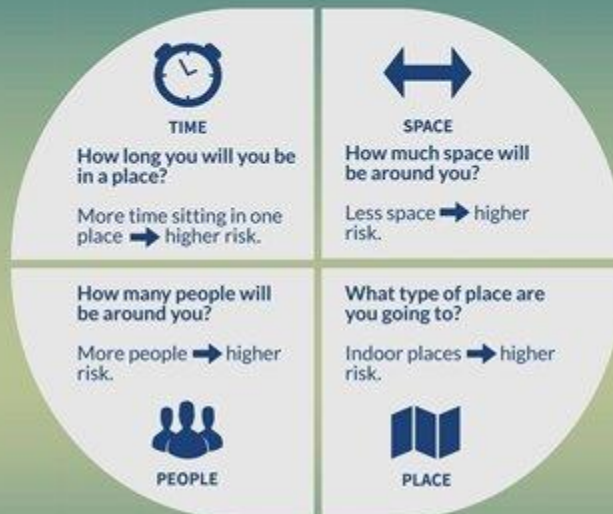 TIME
How long you will you be
in a place?
More time sitting in one
place ➡ higher risk.
SPACE
How much space will
be around you?
Less space ➡ higher
risk.
How many people will
be around you?
More people ➡ higher
risk.
PEOPLE
What type of place are
you going to?
Indoor places ➡ higher
risk.
PLACE